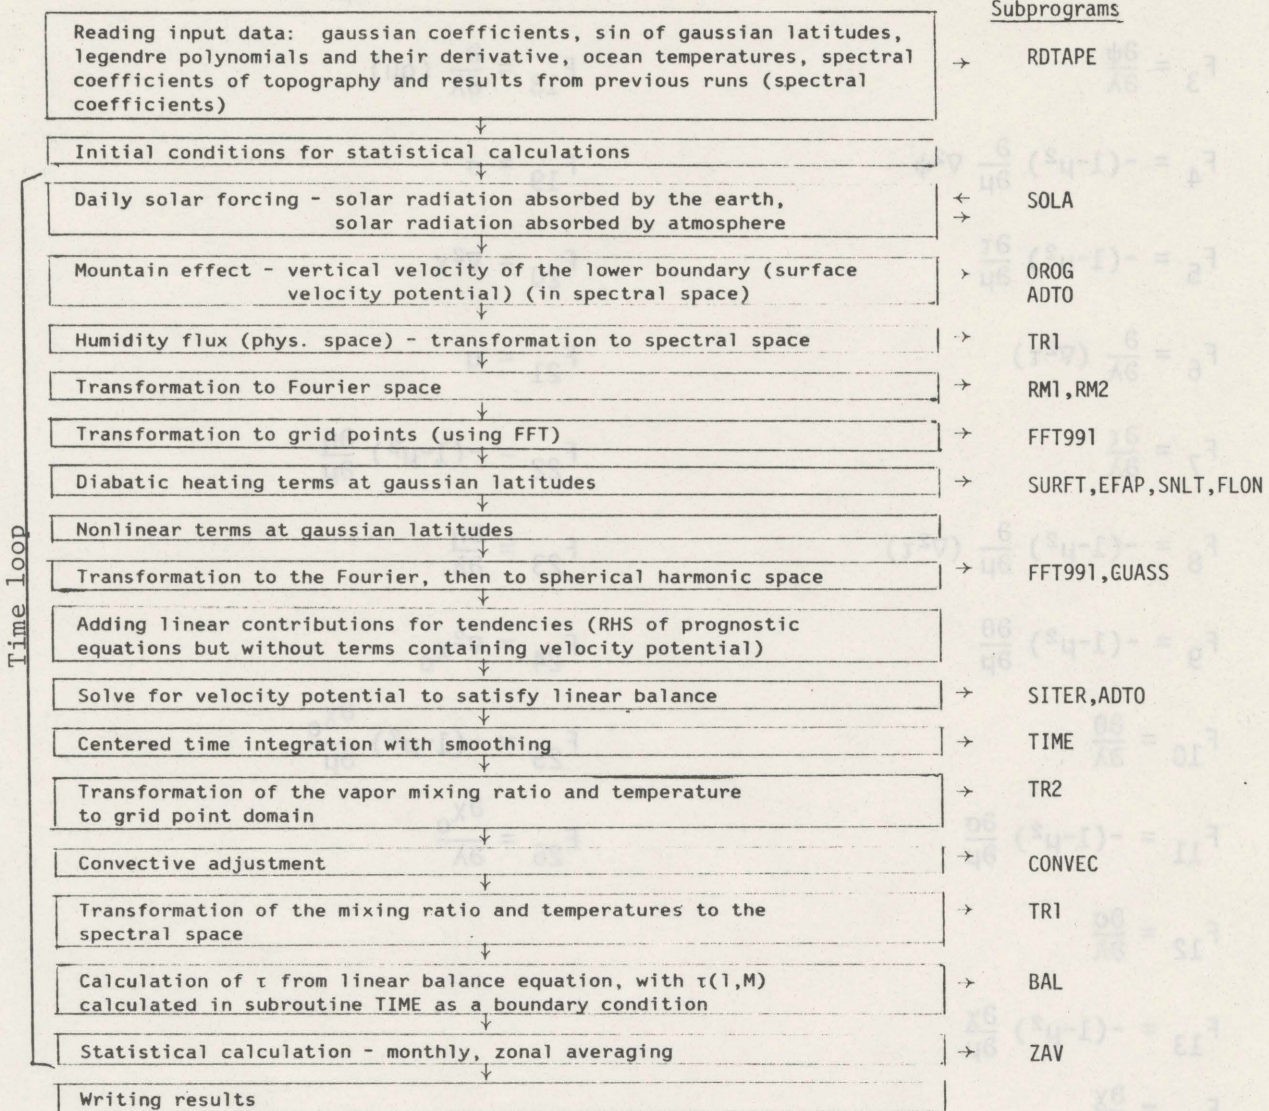 Subprograms
Reading input data: gaussian coefficients, sin of gaussian latitudes,
legendre polynomials and their derivative, ocean temperatures, spectral
coefficients of topography and results from previous runs (spectral
coefficients)
→ RDTAPE
Initial conditions for statistical calculations
Time loop
Daily solar forcing - solar radiation absorbed by the earth,
solar radiation absorbed by atmosphere
← → SOLA
Mountain effect - vertical velocity of the lower boundary (surface
velocity potential) (in spectral space)
→ OROG
ADTO
Humidity flux (phys. space) - transformation to spectral space
→ TR1
Transformation to Fourier space
→ RM1,RM2
Transformation to grid points (using FFT)
→ FFT991
Diabatic heating terms at gaussian latitudes
→ SURFT,EFAP,SNLT,FLON
Nonlinear terms at gaussian latitudes
Transformation to the Fourier, then to spherical harmonic space
→ FFT991,GUASS
Adding linear contributions for tendencies (RHS of prognostic
equations but without terms containing velocity potential)
Solve for velocity potential to satisfy linear balance
→ SITER,ADTO
Centered time integration with smoothing
→ TIME
Transformation of the vapor mixing ratio and temperature
to grid point domain
→ TR2
Convective adjustment
→ CONVEC
Transformation of the mixing ratio and temperatures to the
spectral space
→ TR1
Calculation of τ from linear balance equation, with τ(1,M)
calculated in subroutine TIME as a boundary condition
→ BAL
Statistical calculation - monthly, zonal averaging
→ ZAV
Writing results